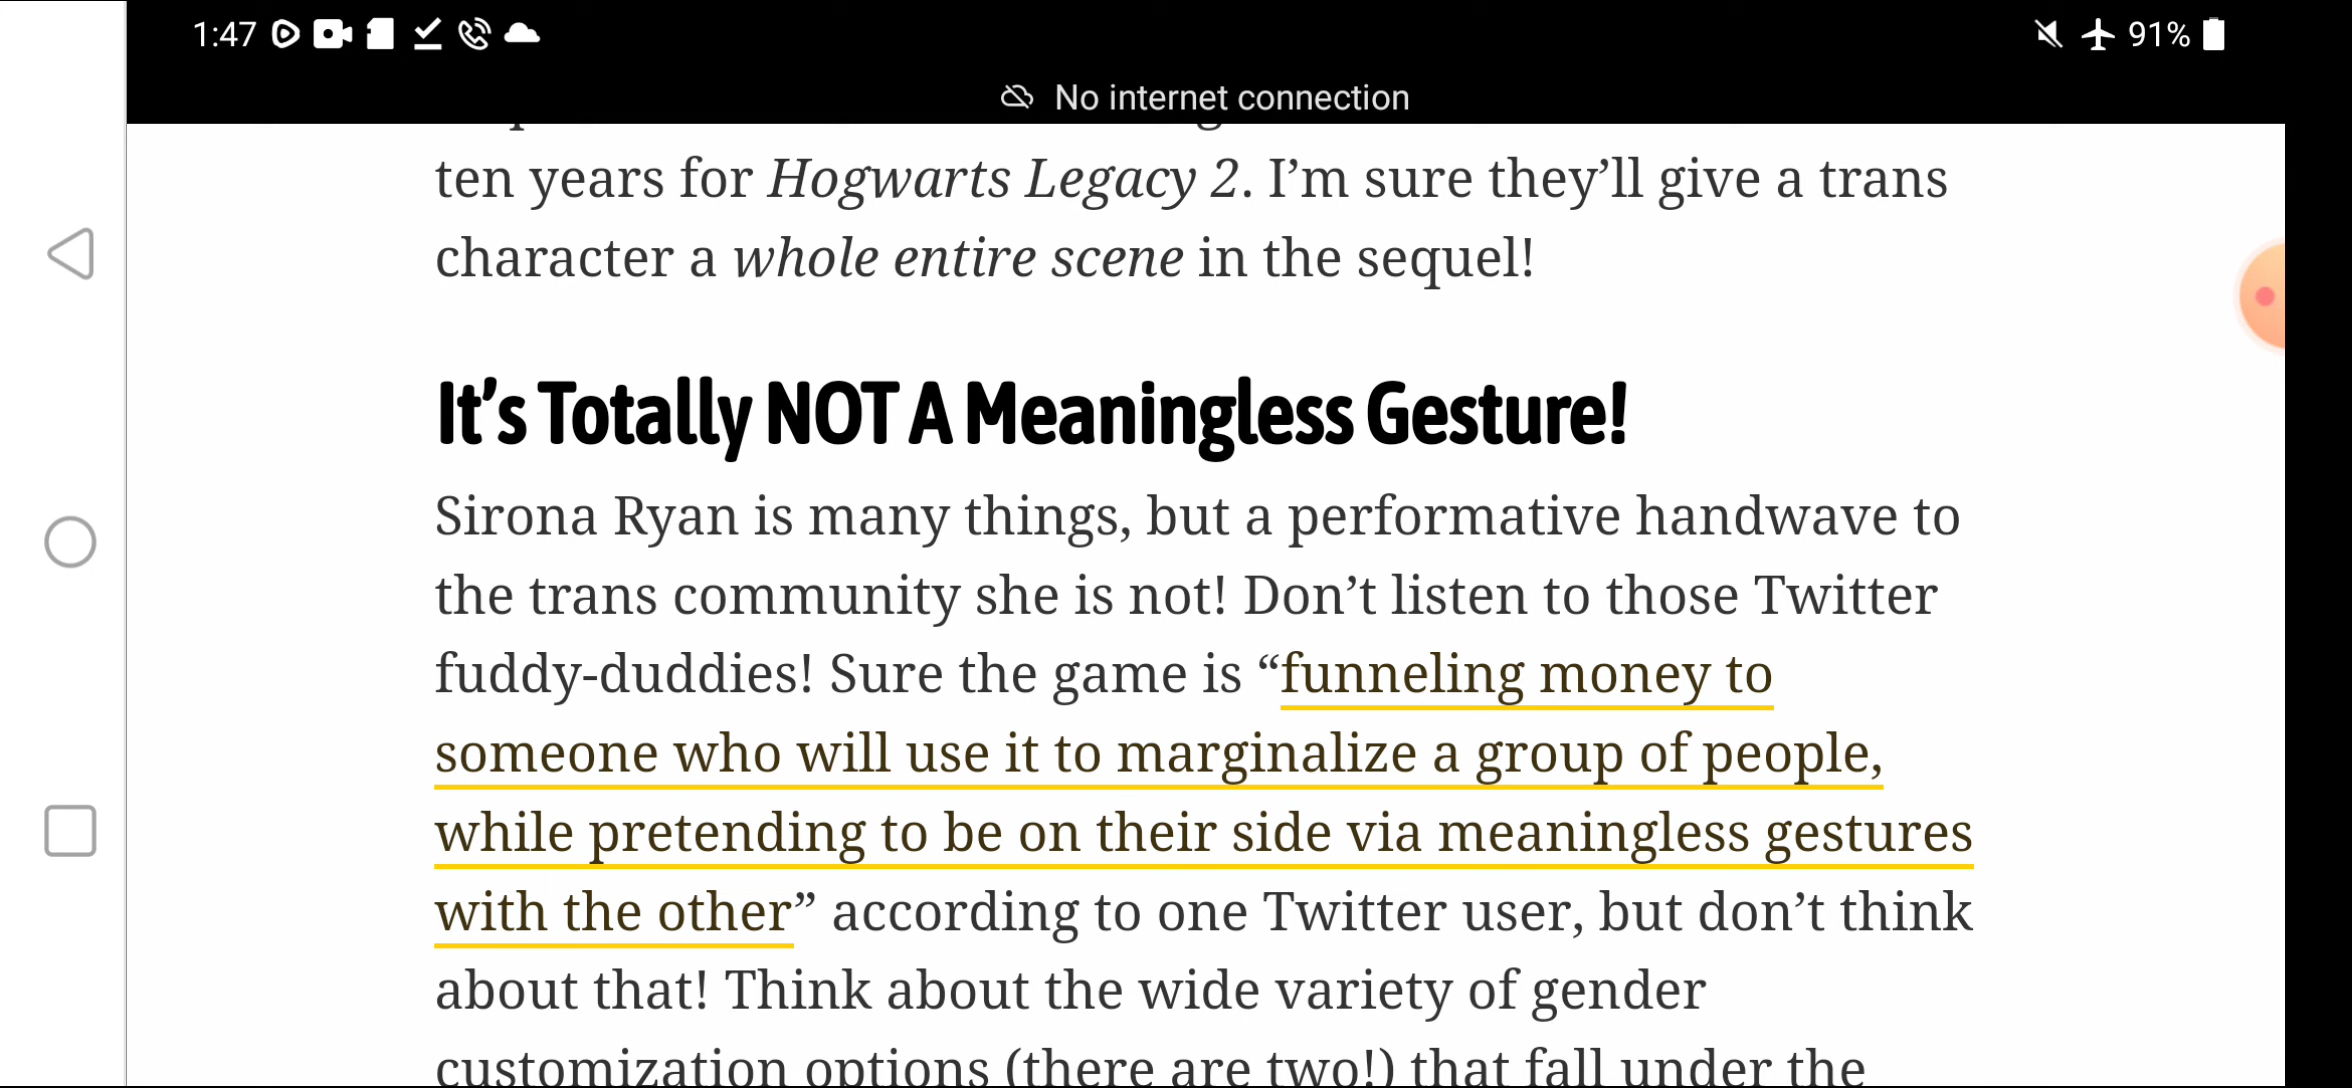 1:47
91%
No internet connection
ten years for Hogwarts Legacy 2. I’m sure they’ll give a trans
character a whole entire scene in the sequel!
It’s Totally NOT A Meaningless Gesture!
Sirona Ryan is many things, but a performative handwave to
the trans community she is not! Don’t listen to those Twitter
fuddy-duddies! Sure the game is “funneling money to
someone who will use it to marginalize a group of people,
while pretending to be on their side via meaningless gestures
with the other” according to one Twitter user, but don’t think
about that! Think about the wide variety of gender
customization options (there are two!) that fall under the